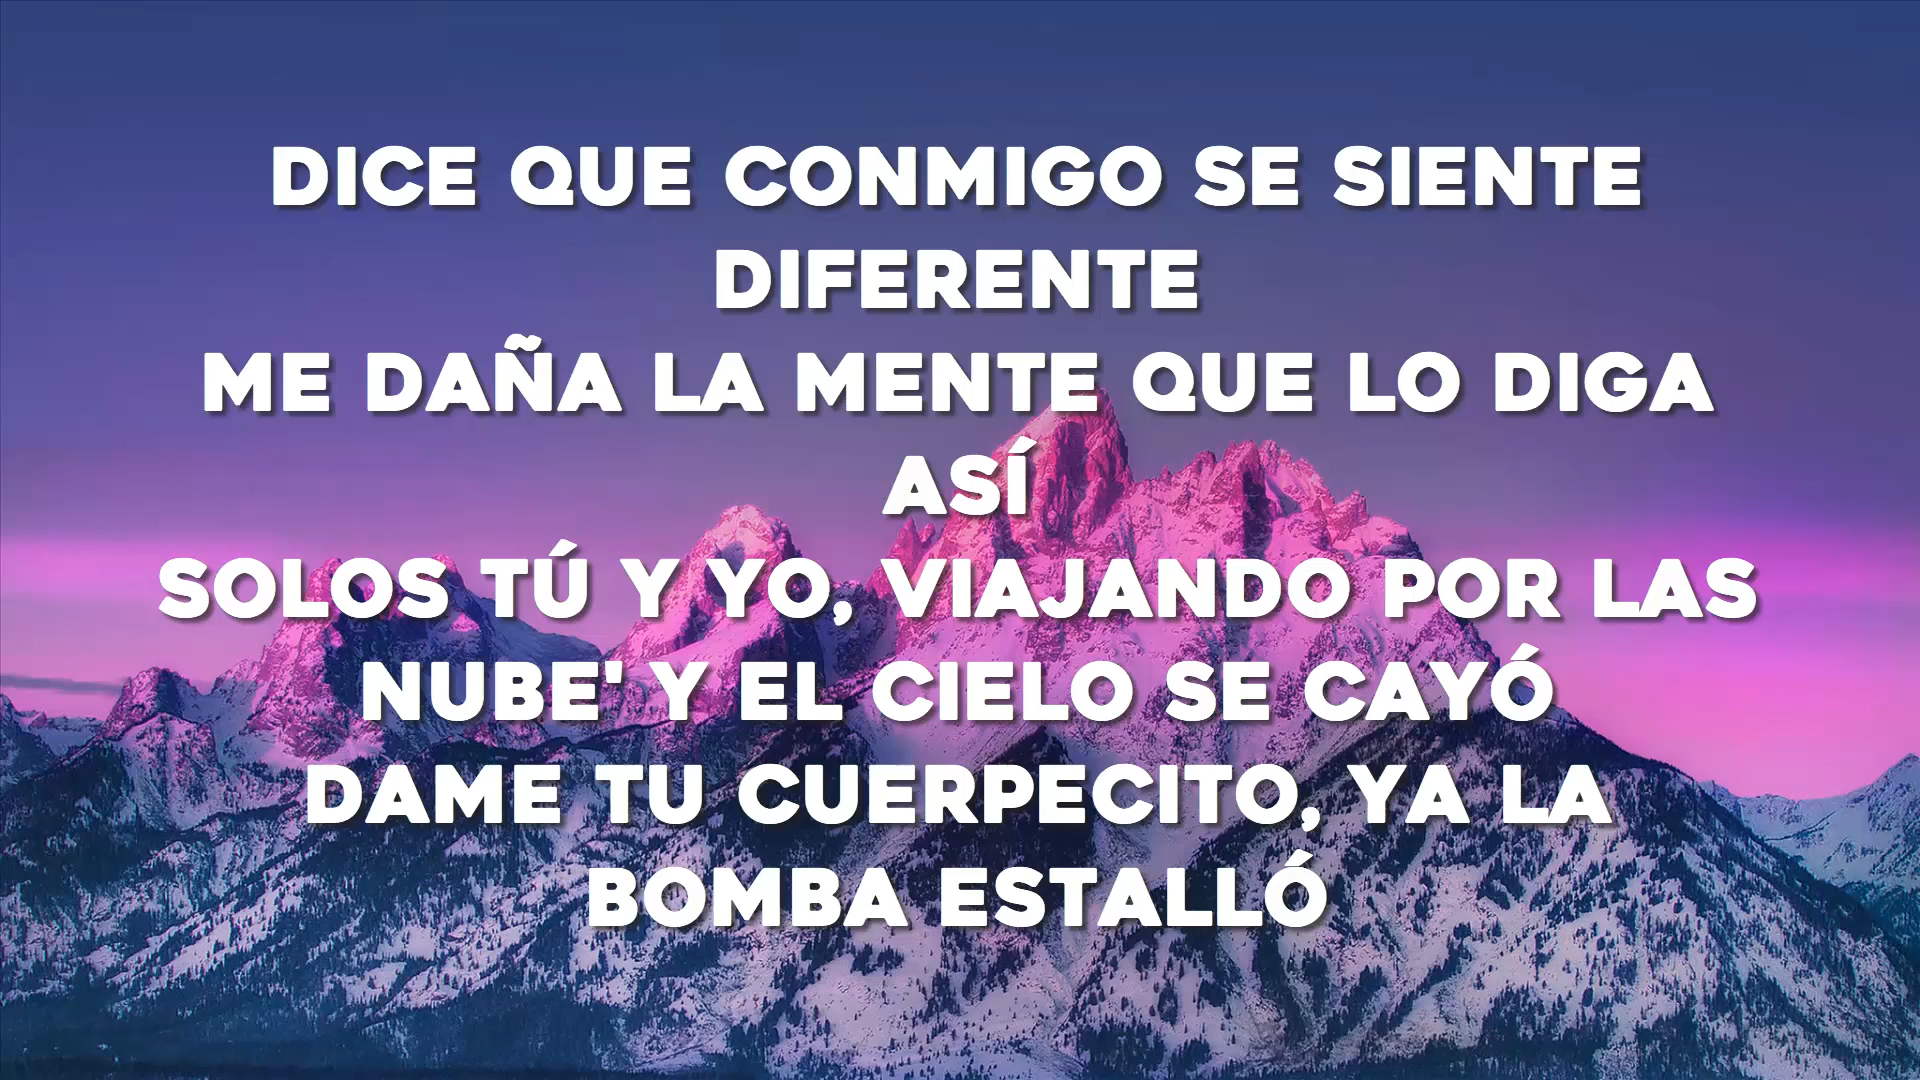 DICE QUE CONMIGO SE SIENTE
DIFERENTE
ME DAÑA LA MENTE QUE LO DIGA
ASÍ
SOLOS TÚ Y YO, VIAJANDO POR LAS
NUBE' Y EL CIELO SE CAYÓ
DAME TU CUERPECITO, YA LA
BOMBA ESTALLÓ